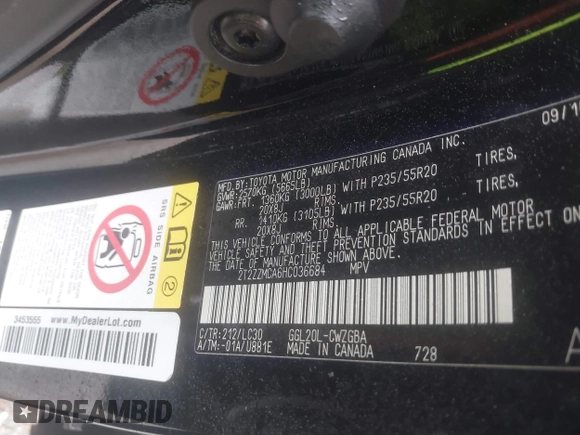 MFD.BY:TOYOTA MOTOR MANUFACTURING CANADA INC. 09/1
GVWR:2570KG (5665LB)
GAWR:FRT. 1360KG (3000LB) WITH P235/55R20 TIRES,
20X8J RIMS,
RR. 1410KG (3105LB) WITH P235/55R20 TIRES,
20X8J RIMS,
THIS VEHICLE CONFORMS TO ALL APPLICABLE FEDERAL MOTOR
VEHICLE SAFETY AND THEFT PREVENTION STANDARDS IN EFFECT ON
THE DATE OF MANUFACTURE SHOWN ABOVE.
2T2ZZMCA6HC036684 MPV
C/TR:212/LC30 GGL20L-CWZGBA
A/TM:-01A/U881E MADE IN CANADA 728
A
SRS
SIDE AIRBAG
2
3453555 www.MyDealerLot.com
DREAMBID